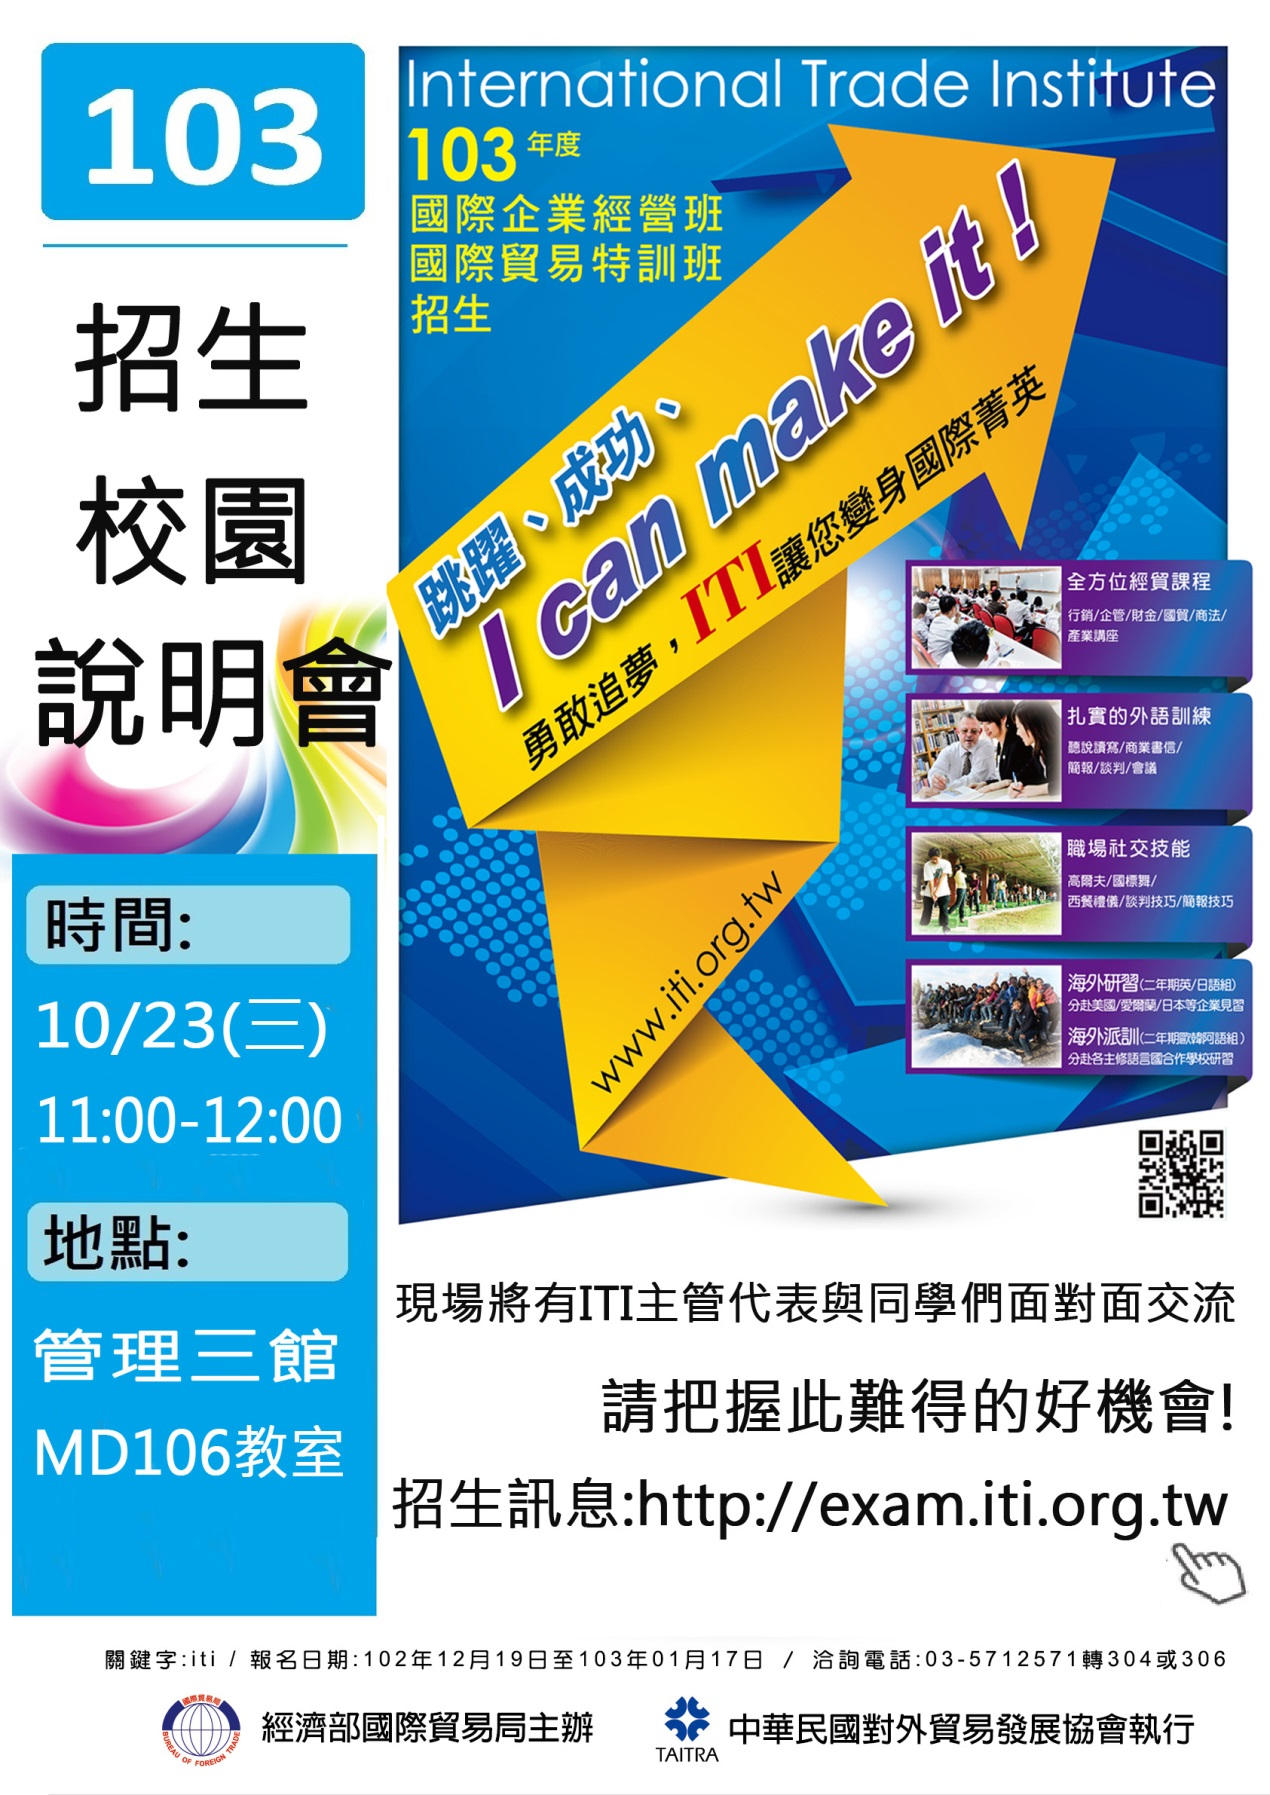 103
招生
校園
說明會
時間:
10/23(三)
11:00-12:00
地點:
管理三館
MD106教室
International Trade Institute
103年度
國際企業經營班
國際貿易特訓班
招生
跳躍、成功、
I can make it !
勇敢追夢，ITI讓您變身國際菁英
www.iti.org.tw
全方位經貿課程
行銷/企管/財金/國貿/商法/
產業講座
扎實的外語訓練
聽說讀寫/商業書信/
簡報/談判/會議
職場社交技能
高爾夫/國標舞/
西餐禮儀/談判技巧/簡報技巧
海外研習(二年期英/日語組)
分赴美國/愛爾蘭/日本等企業見習
海外派訓(二年期歐韓阿語組)
分赴各主修語言國合作學校研習
現場將有ITI主管代表與同學們面對面交流
請把握此難得的好機會!
招生訊息:http://exam.iti.org.tw
關鍵字:iti / 報名日期:102年12月19日至103年01月17日 / 洽詢電話:03-5712571轉304或306
國際貿易局
BUREAU OF FOREIGN TRADE
經濟部國際貿易局主辦
TAITRA
中華民國對外貿易發展協會執行